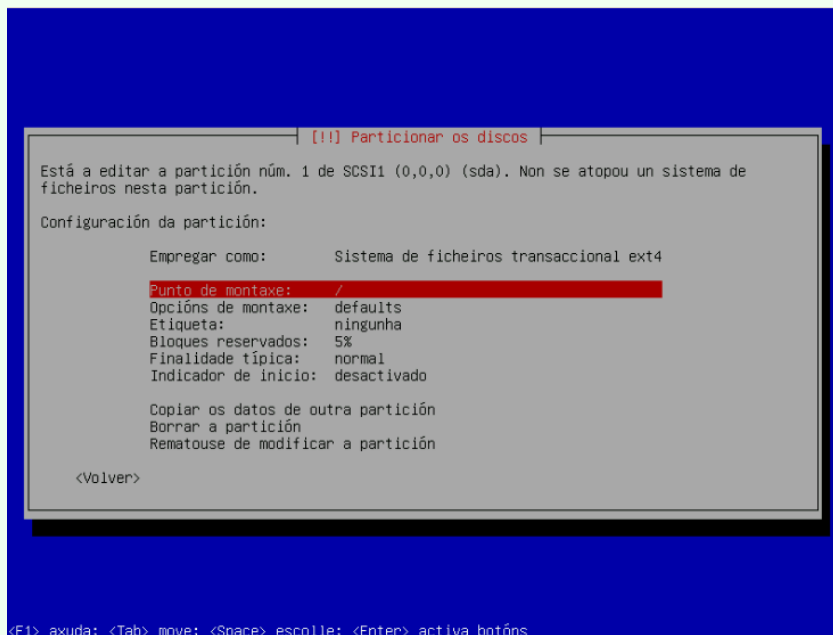 [!!] Particionar os discos
Está a editar a partición núm. 1 de SCSI1 (0,0,0) (sda). Non se atopou un sistema de
ficheiros nesta partición.
Configuración da partición:
Empregar como: Sistema de ficheiros transaccional ext4
Punto de montaxe: /
Opcións de montaxe: defaults
Etiqueta: ningunha
Bloques reservados: 5%
Finalidade típica: normal
Indicador de inicio: desactivado
Copiar os datos de outra partición
Borrar a partición
Rematouse de modificar a partición
<Volver>
<F1> axuda; <Tab> move; <Space> escolle; <Enter> activa botóns